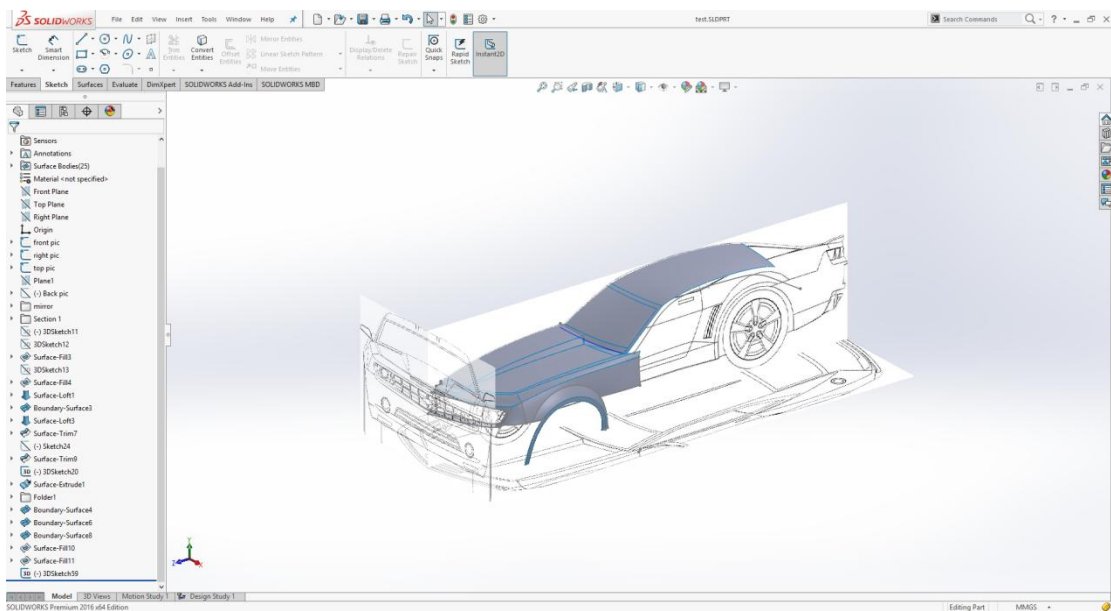 SOLIDWORKS File Edit View Insert Tools Window Help test.SLDPRT Search Commands
Sketch Smart Dimension Trim Entities Convert Entities Offset Entities Mirror Entities Linear Sketch Pattern Move Entities Display/Delete Relations Repair Sketch Quick Snaps Rapid Sketch Instant2D
Features Sketch Surfaces Evaluate DimXpert SOLIDWORKS Add-Ins SOLIDWORKS MBD
Sensors
Annotations
Surface Bodies(25)
Material <not specified>
Front Plane
Top Plane
Right Plane
Origin
front pic
right pic
top pic
Plane1
(-) Back pic
mirror
Section 1
(-) 3DSketch11
3DSketch12
Surface-Fill3
3DSketch13
Surface-Fill4
Surface-Loft1
Boundary-Surface3
Surface-Loft3
Surface-Trim7
(-) Sketch24
Surface-Trim9
3D (-) 3DSketch20
Surface-Extrude1
Folder1
Boundary-Surface4
Boundary-Surface6
Boundary-Surface8
Surface-Fill10
Surface-Fill11
3D (-) 3DSketch59
Model 3D Views Motion Study 1 Design Study 1
SOLIDWORKS Premium 2016 x64 Edition Editing Part MMGS